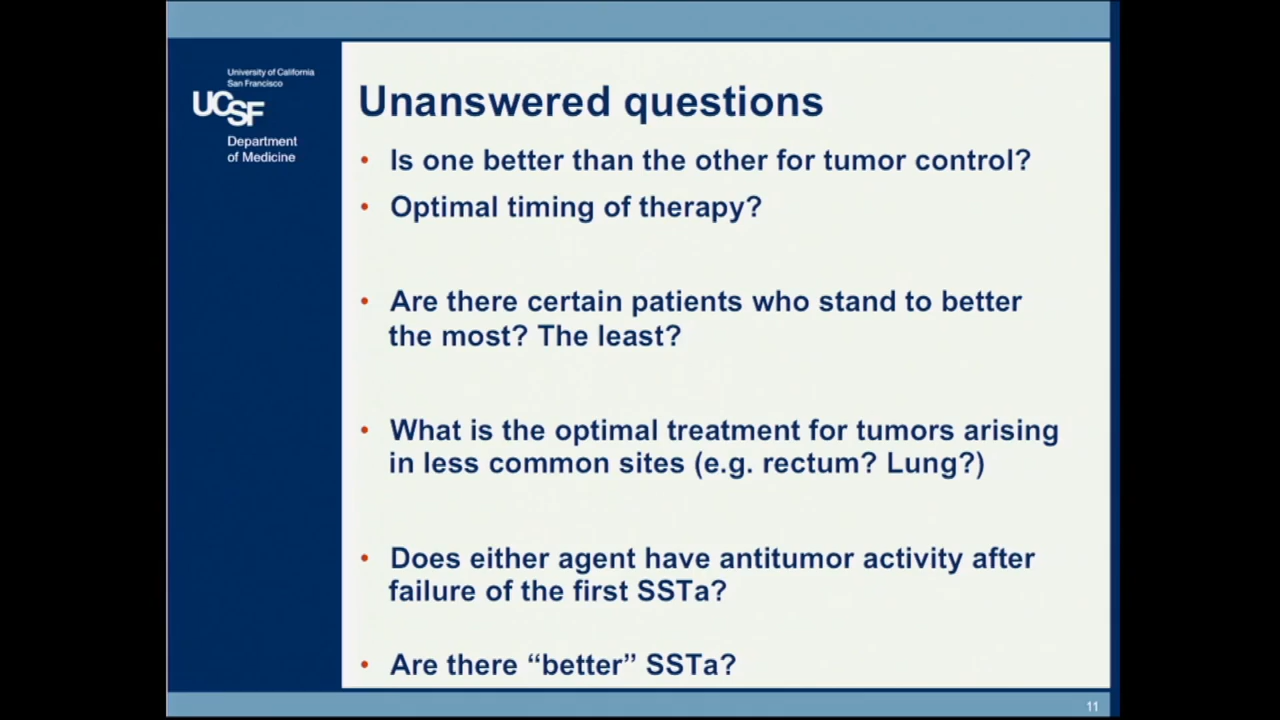 University of California
San Francisco
UCSF
Department
of Medicine
Unanswered questions
• Is one better than the other for tumor control?
• Optimal timing of therapy?
• Are there certain patients who stand to better
the most? The least?
• What is the optimal treatment for tumors arising
in less common sites (e.g. rectum? Lung?)
• Does either agent have antitumor activity after
failure of the first SSTa?
• Are there “better” SSTa?
11